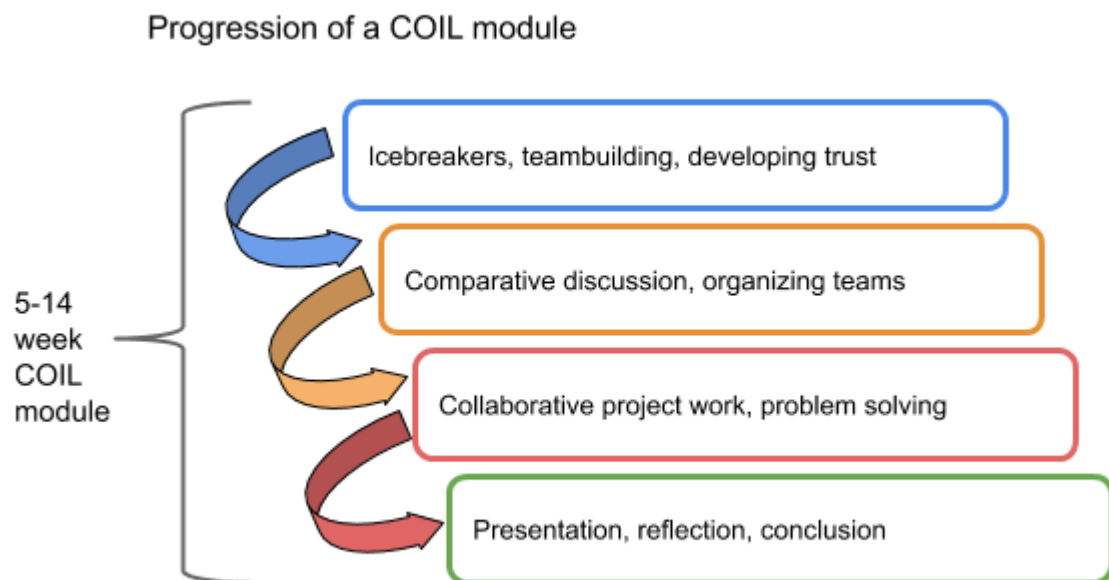 Progression of a COIL module
Icebreakers, teambuilding, developing trust
Comparative discussion, organizing teams
5-14
week
COIL
module
Collaborative project work, problem solving
Presentation, reflection, conclusion